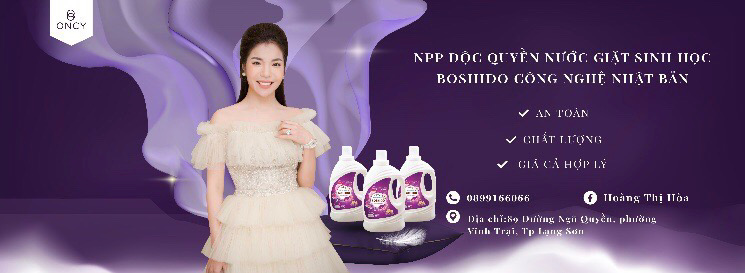 ONCY
NPP ĐỘC QUYỀN NƯỚC GIẶT SINH HỌC
BOSHIDO CÔNG NGHỆ NHẬT BẢN
AN TOÀN
CHẤT LƯỢNG
GIÁ CẢ HỢP LÝ
0899166066
Hoàng Thị Hòa
Địa chỉ:89 Đường Ngô Quyền, phường
Vĩnh Trại, Tp Lạng Sơn